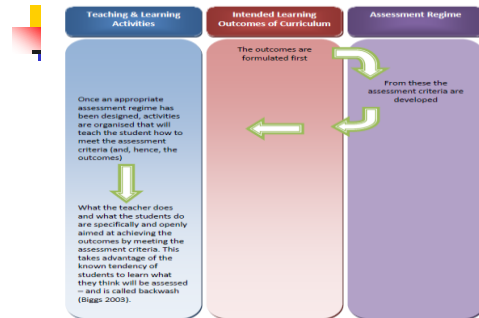 Teaching & Learning
Activities
Intended Learning
Outcomes of Curriculum
Assessment Regime
The outcomes are
formulated first
From these the
assessment criteria are
developed
Once an appropriate
assessment regime has
been designed, activities
are organised that will
teach the student how to
meet the assessment
criteria (and, hence, the
outcomes)
What the teacher does
and what the students do
are specifically and openly
aimed at achieving the
outcomes by meeting the
assessment criteria. This
takes advantage of the
known tendency of
students to learn what
they think will be assessed
– and is called backwash
(Biggs 2003).